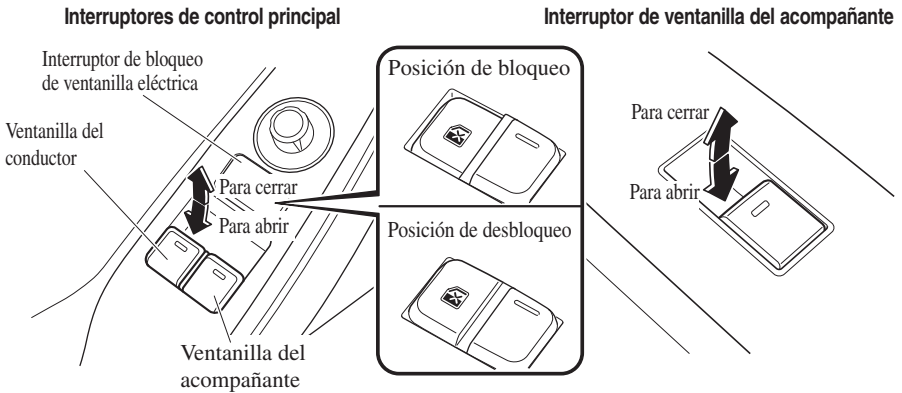 Interruptores de control principal
Interruptor de bloqueo
de ventanilla eléctrica
Ventanilla del
conductor
Para cerrar
Para abrir
Ventanilla del
acompañante
Posición de bloqueo
Posición de desbloqueo
Interruptor de ventanilla del acompañante
Para cerrar
Para abrir